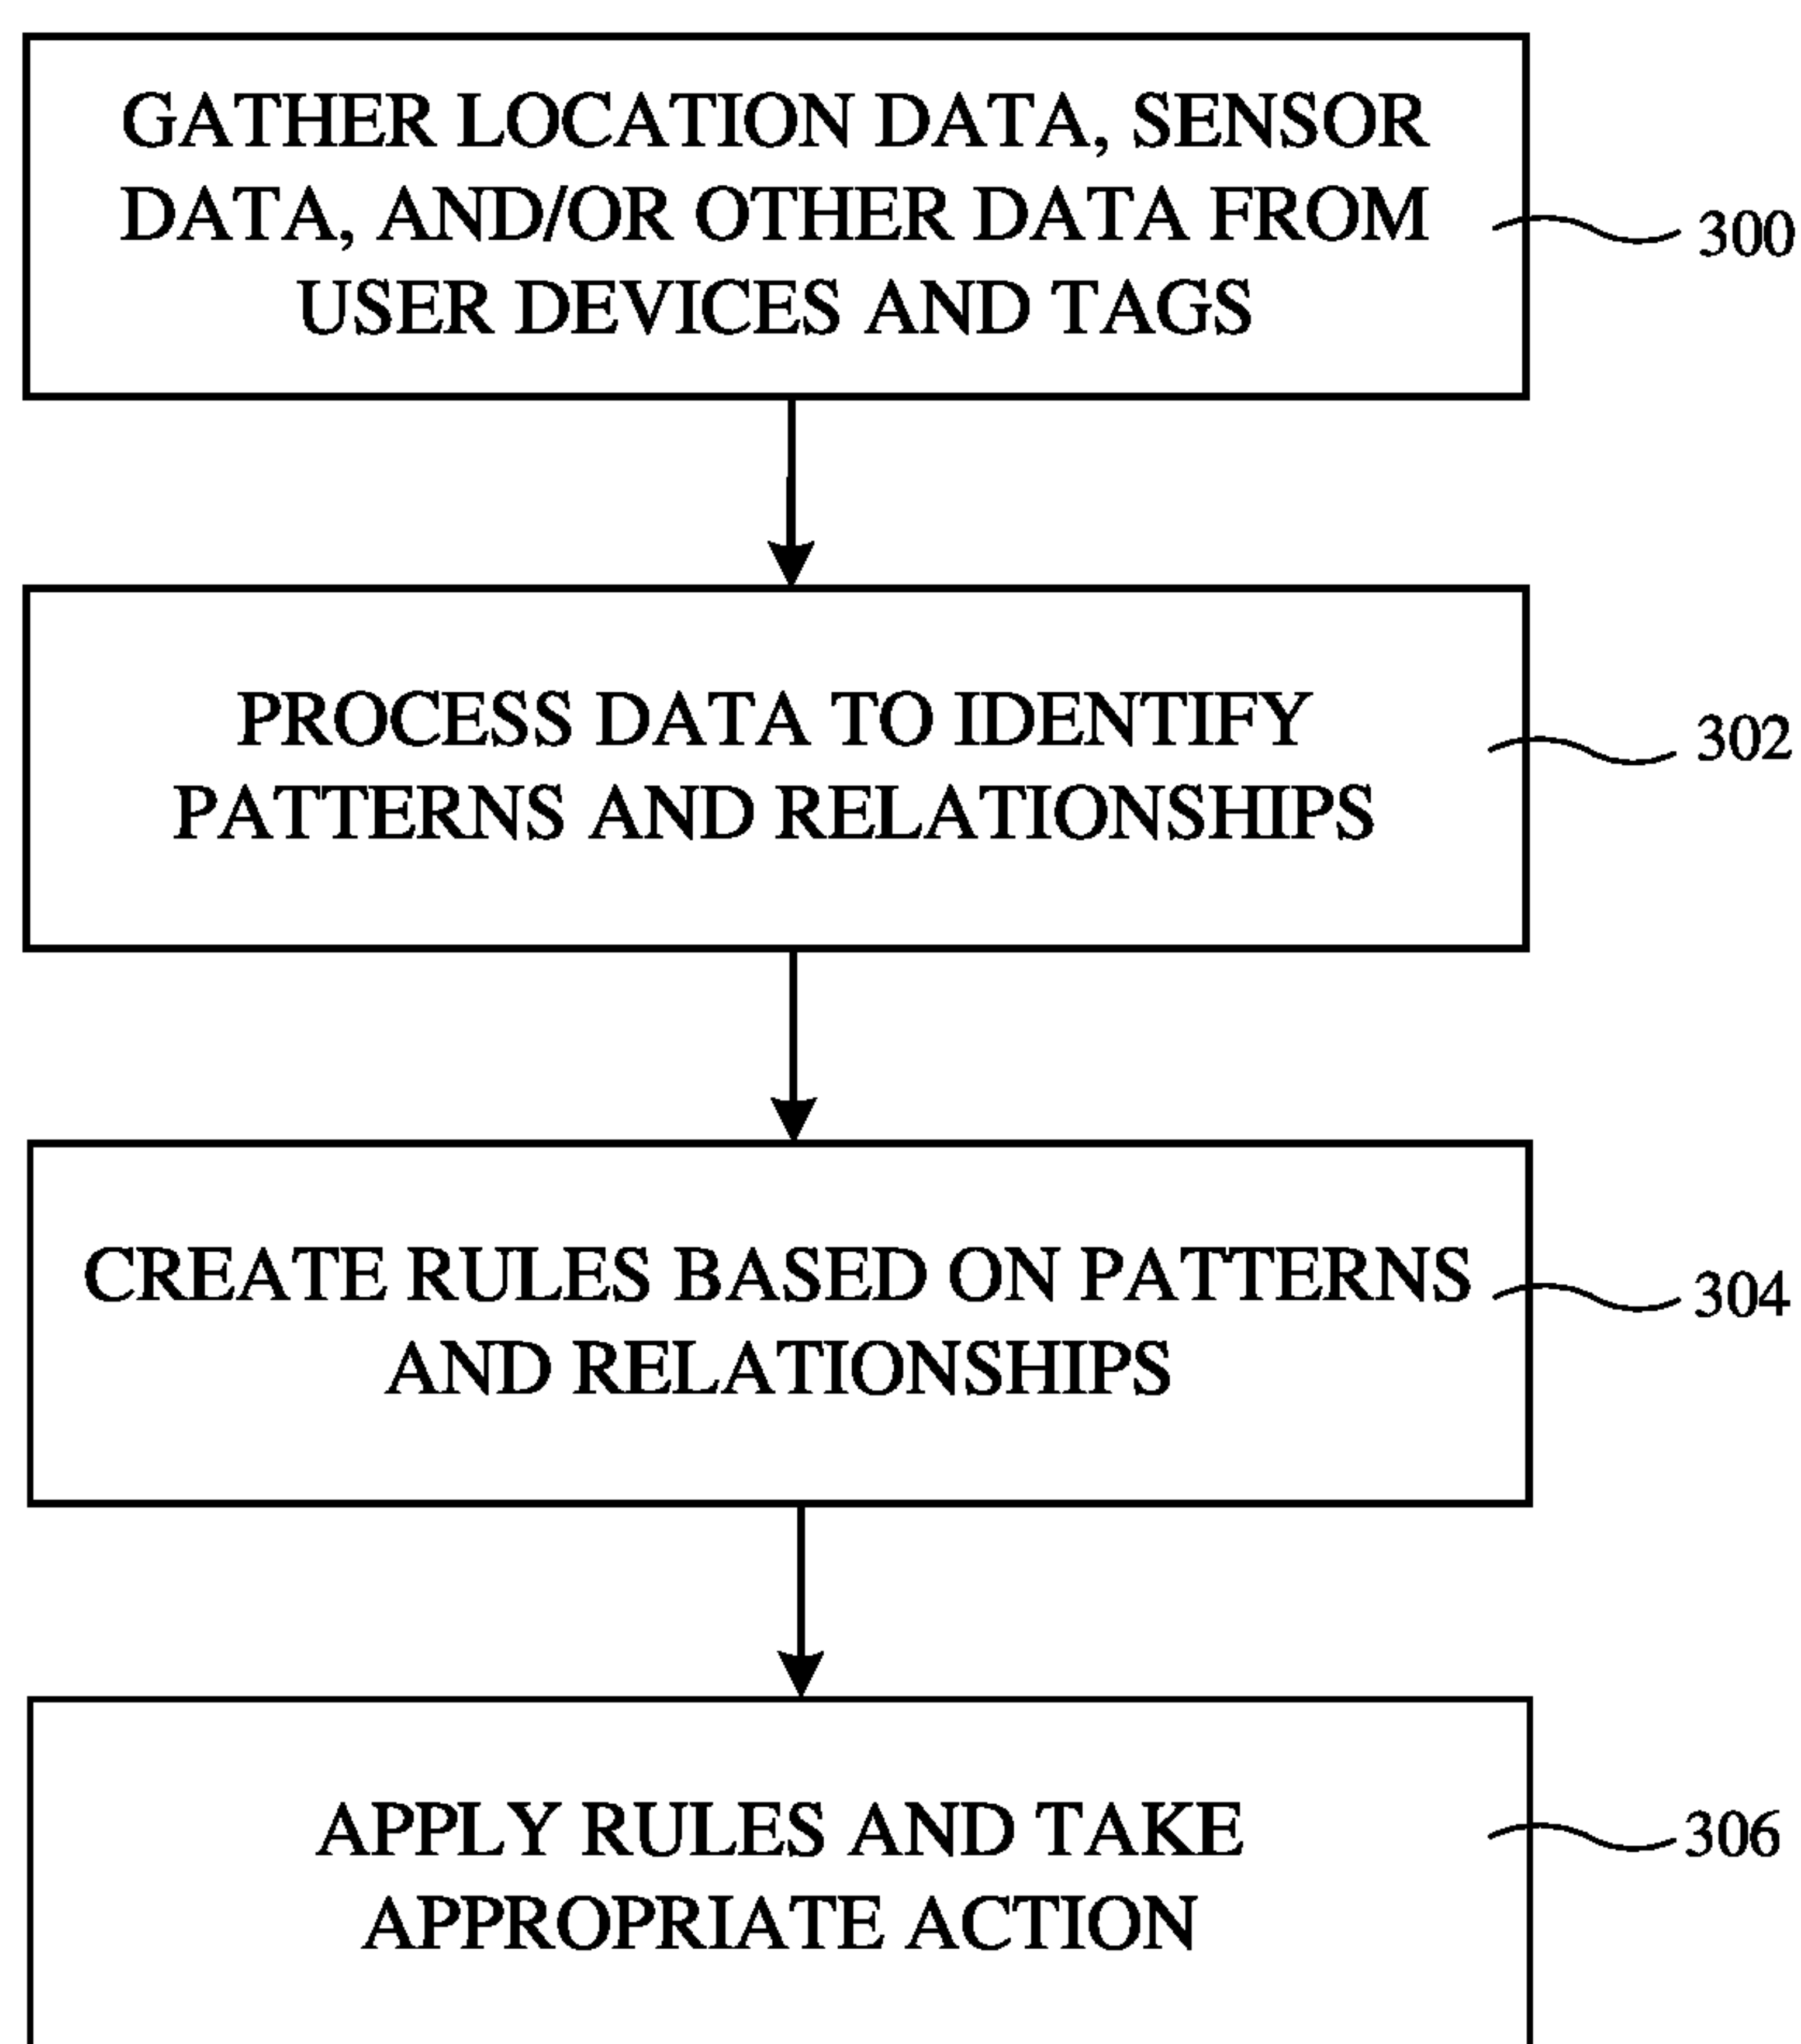 GATHER LOCATION DATA, SENSOR
DATA, AND/OR OTHER DATA FROM
USER DEVICES AND TAGS
300
PROCESS DATA TO IDENTIFY
PATTERNS AND RELATIONSHIPS
302
CREATE RULES BASED ON PATTERNS
AND RELATIONSHIPS
304
APPLY RULES AND TAKE
APPROPRIATE ACTION
306